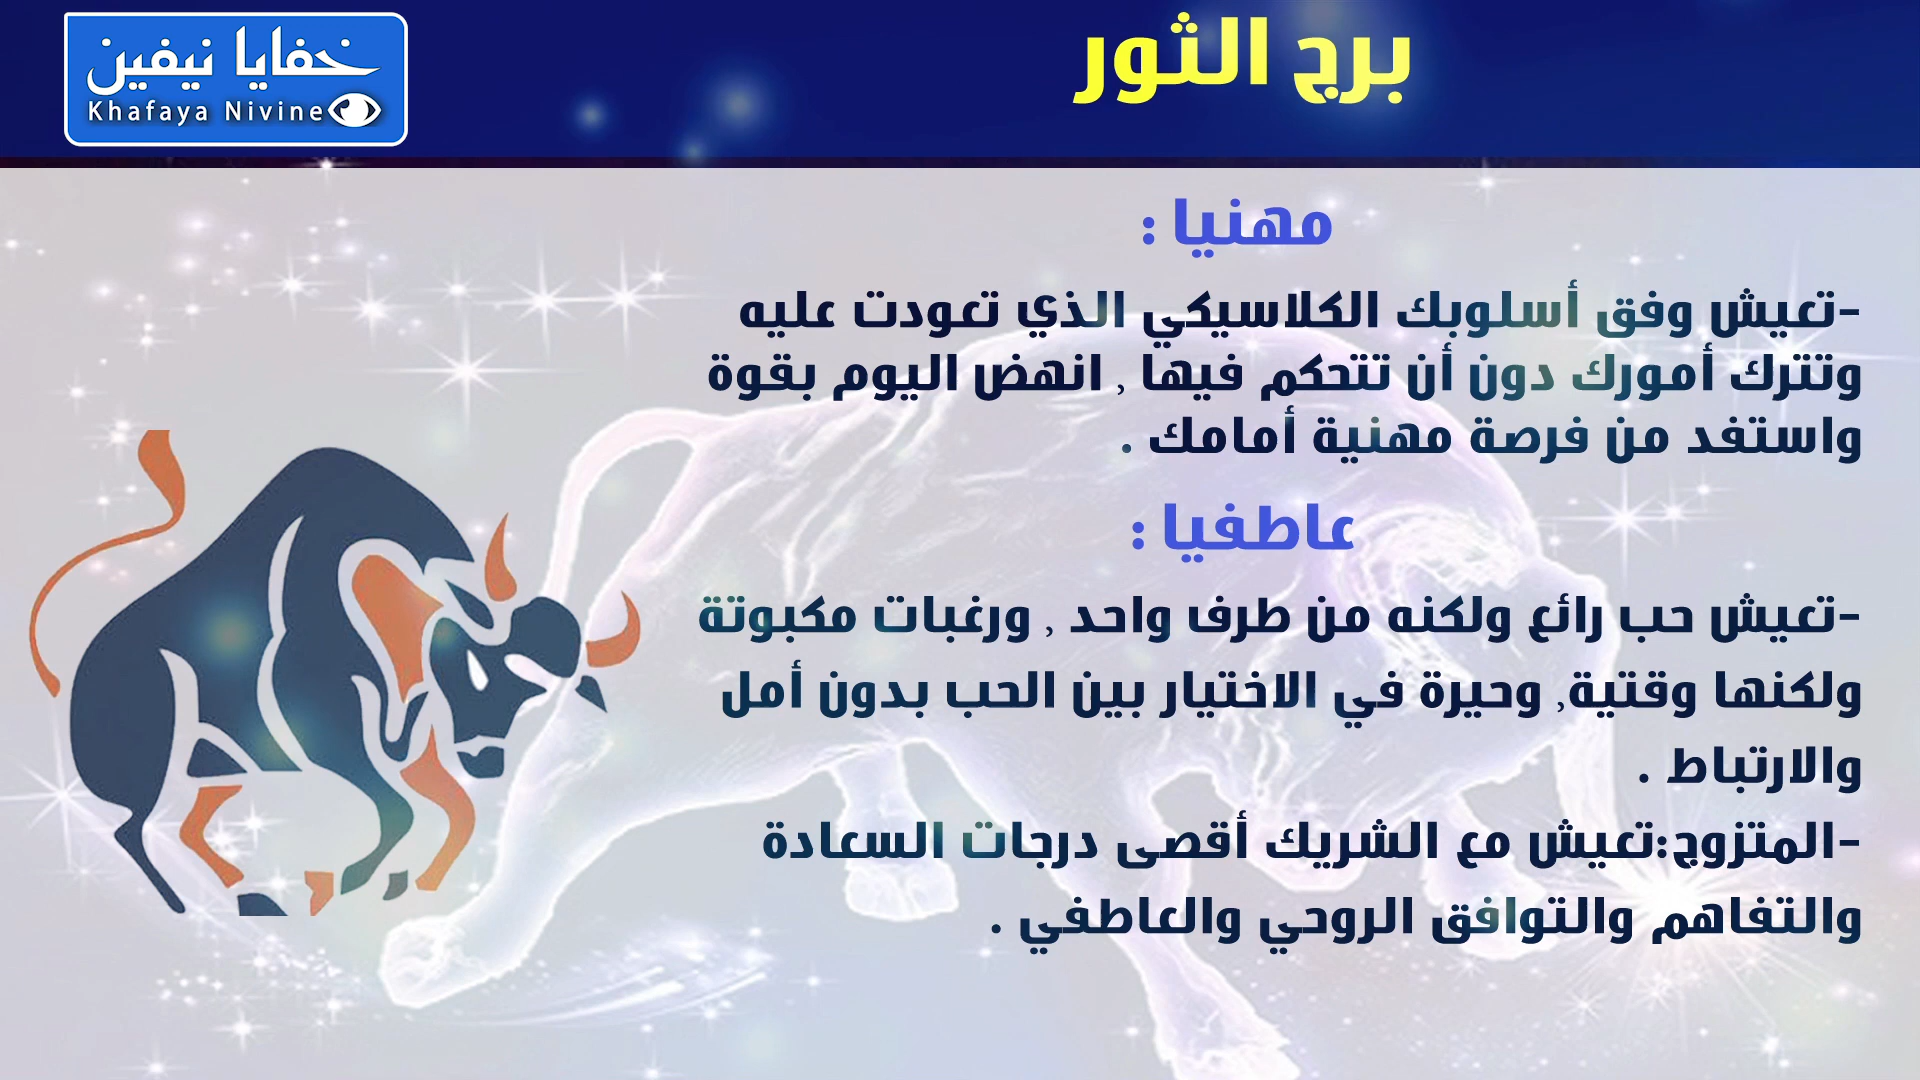 خفايا نيفين
Khafaya Nivine
برج الثور
مهنيا :
-تعيش وفق أسلوبك الكلاسيكي الذي تعودت عليه
وتترك أمورك دون أن تتحكم فيها , انهض اليوم بقوة
واستفد من فرصة مهنية أمامك .
عاطفيا :
-تعيش حب رائع ولكنه من طرف واحد , ورغبات مكبوتة
ولكنها وقتية, وحيرة في الاختيار بين الحب بدون أمل
والارتباط .
-المتزوج:تعيش مع الشريك أقصى درجات السعادة
والتفاهم والتوافق الروحي والعاطفي .